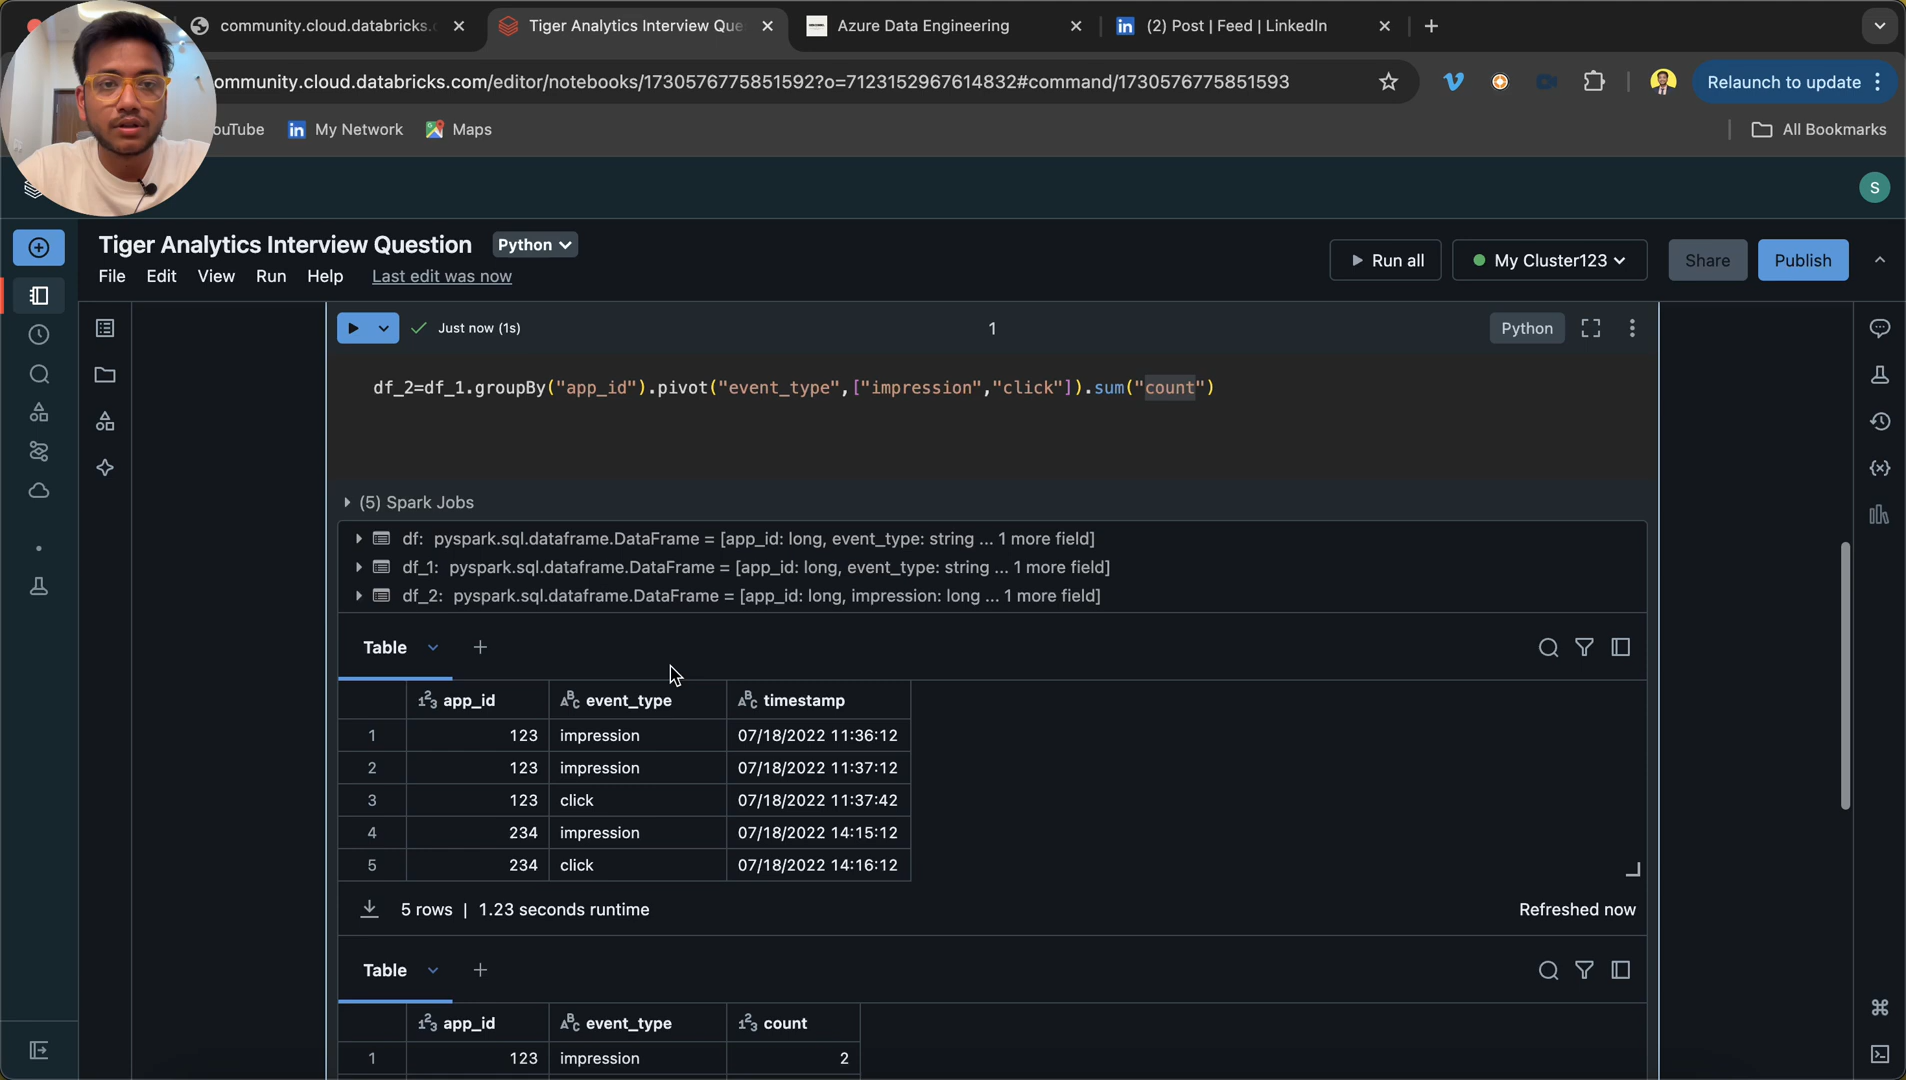 community.cloud.databricks.c
Tiger Analytics Interview Que
Azure Data Engineering
(2) Post | Feed | LinkedIn
ommunity.cloud.databricks.com/editor/notebooks/1730576775851592?o=7123152967614832#command/1730576775851593
Relaunch to update
ouTube
My Network
Maps
All Bookmarks
S
Tiger Analytics Interview Question
Python
File Edit View Run Help Last edit was now
Run all
My Cluster123
Share
Publish
Just now (1s)
1
Python
df_2=df_1.groupBy("app_id").pivot("event_type",["impression","click"]).sum("count")
(5) Spark Jobs
df: pyspark.sql.dataframe.DataFrame = [app_id: long, event_type: string ... 1 more field]
df_1: pyspark.sql.dataframe.DataFrame = [app_id: long, event_type: string ... 1 more field]
df_2: pyspark.sql.dataframe.DataFrame = [app_id: long, impression: long ... 1 more field]
Table
app_id event_type timestamp
1 123 impression 07/18/2022 11:36:12
2 123 impression 07/18/2022 11:37:12
3 123 click 07/18/2022 11:37:42
4 234 impression 07/18/2022 14:15:12
5 234 click 07/18/2022 14:16:12
5 rows | 1.23 seconds runtime
Refreshed now
Table
app_id event_type count
1 123 impression 2